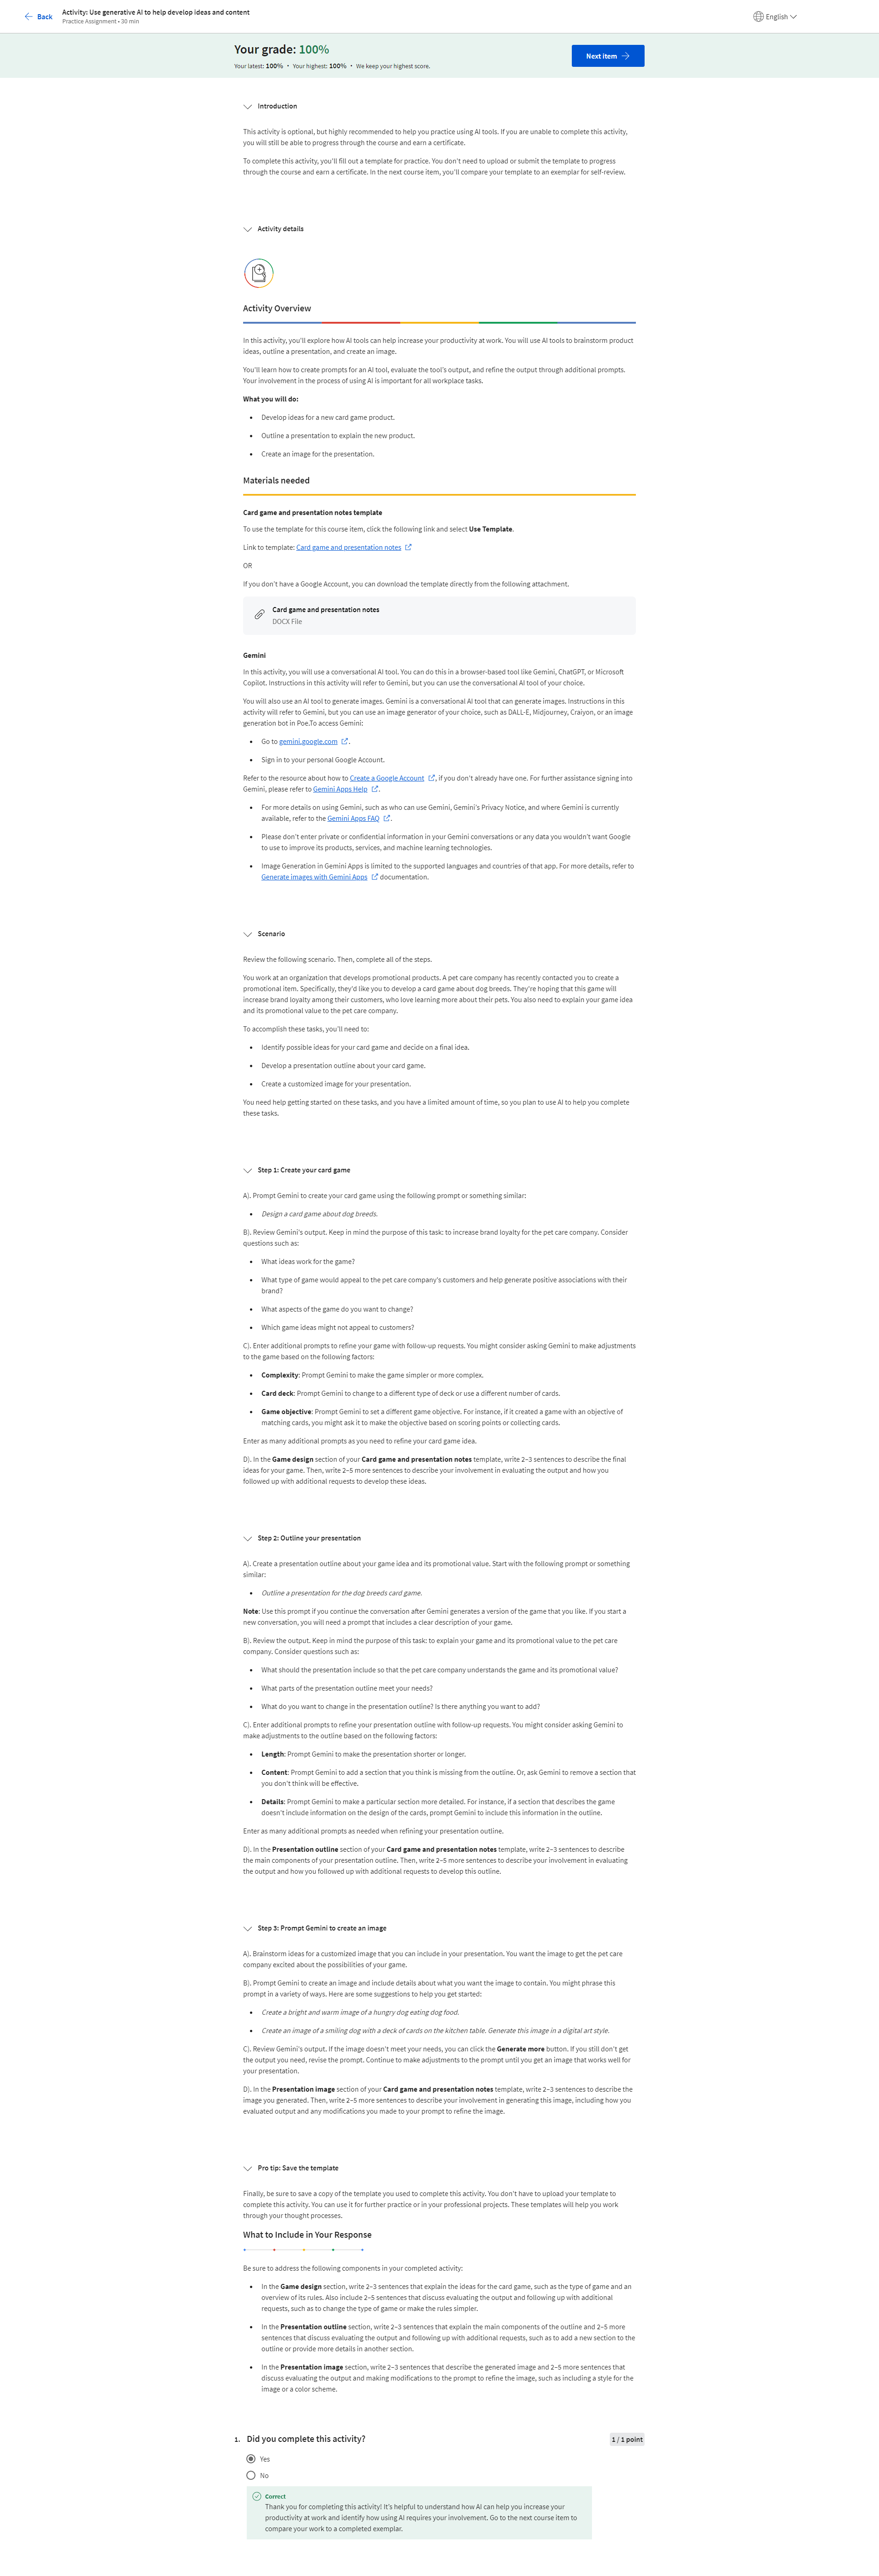 Back
Activity: Use generative AI to help develop ideas and content
Practice Assignment • 30 min
English
Your grade: 100%
Your latest: 100% • Your highest: 100% • We keep your highest score.
Next item
Introduction
This activity is optional, but highly recommended to help you practice using AI tools. If you are unable to complete this activity,
you will still be able to progress through the course and earn a certificate.
To complete this activity, you'll fill out a template for practice. You don't need to upload or submit the template to progress
through the course and earn a certificate. In the next course item, you'll compare your template to an exemplar for self-review.
Activity details
Activity Overview
In this activity, you'll explore how AI tools can help increase your productivity at work. You will use AI tools to brainstorm product
ideas, outline a presentation, and create an image.
You'll learn how to create prompts for an AI tool, evaluate the tool's output, and refine the output through additional prompts.
Your involvement in the process of using AI is important for all workplace tasks.
What you will do:
• Develop ideas for a new card game product.
• Outline a presentation to explain the new product.
• Create an image for the presentation.
Materials needed
Card game and presentation notes template
To use the template for this course item, click the following link and select Use Template.
Link to template: Card game and presentation notes
OR
If you don't have a Google Account, you can download the template directly from the following attachment.
Card game and presentation notes
DOCX File
Gemini
In this activity, you will use a conversational AI tool. You can do this in a browser-based tool like Gemini, ChatGPT, or Microsoft
Copilot. Instructions in this activity will refer to Gemini, but you can use the conversational AI tool of your choice.
You will also use an AI tool to generate images. Gemini is a conversational AI tool that can generate images. Instructions in this
activity will refer to Gemini, but you can use an image generator of your choice, such as DALL-E, Midjourney, Craiyon, or an image
generation bot in Poe.To access Gemini:
• Go to gemini.google.com .
• Sign in to your personal Google Account.
Refer to the resource about how to Create a Google Account , if you don't already have one. For further assistance signing into
Gemini, please refer to Gemini Apps Help .
• For more details on using Gemini, such as who can use Gemini, Gemini's Privacy Notice, and where Gemini is currently
available, refer to the Gemini Apps FAQ .
• Please don't enter private or confidential information in your Gemini conversations or any data you wouldn't want Google
to use to improve its products, services, and machine learning technologies.
• Image Generation in Gemini Apps is limited to the supported languages and countries of that app. For more details, refer to
Generate images with Gemini Apps documentation.
Scenario
Review the following scenario. Then, complete all of the steps.
You work at an organization that develops promotional products. A pet care company has recently contacted you to create a
promotional item. Specifically, they'd like you to develop a card game about dog breeds. They're hoping that this game will
increase brand loyalty among their customers, who love learning more about their pets. You also need to explain your game idea
and its promotional value to the pet care company.
To accomplish these tasks, you'll need to:
• Identify possible ideas for your card game and decide on a final idea.
• Develop a presentation outline about your card game.
• Create a customized image for your presentation.
You need help getting started on these tasks, and you have a limited amount of time, so you plan to use AI to help you complete
these tasks.
Step 1: Create your card game
A). Prompt Gemini to create your card game using the following prompt or something similar:
• Design a card game about dog breeds.
B). Review Gemini's output. Keep in mind the purpose of this task: to increase brand loyalty for the pet care company. Consider
questions such as:
• What ideas work for the game?
• What type of game would appeal to the pet care company's customers and help generate positive associations with their
brand?
• What aspects of the game do you want to change?
• Which game ideas might not appeal to customers?
C). Enter additional prompts to refine your game with follow-up requests. You might consider asking Gemini to make adjustments
to the game based on the following factors:
• Complexity: Prompt Gemini to make the game simpler or more complex.
• Card deck: Prompt Gemini to change to a different type of deck or use a different number of cards.
• Game objective: Prompt Gemini to set a different game objective. For instance, if it created a game with an objective of
matching cards, you might ask it to make the objective based on scoring points or collecting cards.
Enter as many additional prompts as you need to refine your card game idea.
D). In the Game design section of your Card game and presentation notes template, write 2–3 sentences to describe the final
ideas for your game. Then, write 2–5 more sentences to describe your involvement in evaluating the output and how you
followed up with additional requests to develop these ideas.
Step 2: Outline your presentation
A). Create a presentation outline about your game idea and its promotional value. Start with the following prompt or something
similar:
• Outline a presentation for the dog breeds card game.
Note: Use this prompt if you continue the conversation after Gemini generates a version of the game that you like. If you start a
new conversation, you will need a prompt that includes a clear description of your game.
B). Review the output. Keep in mind the purpose of this task: to explain your game and its promotional value to the pet care
company. Consider questions such as:
• What should the presentation include so that the pet care company understands the game and its promotional value?
• What parts of the presentation outline meet your needs?
• What do you want to change in the presentation outline? Is there anything you want to add?
C). Enter additional prompts to refine your presentation outline with follow-up requests. You might consider asking Gemini to
make adjustments to the outline based on the following factors:
• Length: Prompt Gemini to make the presentation shorter or longer.
• Content: Prompt Gemini to add a section that you think is missing from the outline. Or, ask Gemini to remove a section that
you don't think will be effective.
• Details: Prompt Gemini to make a particular section more detailed. For instance, if a section that describes the game
doesn't include information on the design of the cards, prompt Gemini to include this information in the outline.
Enter as many additional prompts as needed when refining your presentation outline.
D). In the Presentation outline section of your Card game and presentation notes template, write 2–3 sentences to describe
the main components of your presentation outline. Then, write 2–5 more sentences to describe your involvement in evaluating
the output and how you followed up with additional requests to develop this outline.
Step 3: Prompt Gemini to create an image
A). Brainstorm ideas for a customized image that you can include in your presentation. You want the image to get the pet care
company excited about the possibilities of your game.
B). Prompt Gemini to create an image and include details about what you want the image to contain. You might phrase this
prompt in a variety of ways. Here are some suggestions to help you get started:
• Create a bright and warm image of a hungry dog eating dog food.
• Create an image of a smiling dog with a deck of cards on the kitchen table. Generate this image in a digital art style.
C). Review Gemini's output. If the image doesn't meet your needs, you can click the Generate more button. If you still don't get
the output you need, revise the prompt. Continue to make adjustments to the prompt until you get an image that works well for
your presentation.
D). In the Presentation image section of your Card game and presentation notes template, write 2–3 sentences to describe the
image you generated. Then, write 2–5 more sentences to describe your involvement in generating this image, including how you
evaluated output and any modifications you made to your prompt to refine the image.
Pro tip: Save the template
Finally, be sure to save a copy of the template you used to complete this activity. You don't have to upload your template to
complete this activity. You can use it for further practice or in your professional projects. These templates will help you work
through your thought processes.
What to Include in Your Response
Be sure to address the following components in your completed activity:
• In the Game design section, write 2–3 sentences that explain the ideas for the card game, such as the type of game and an
overview of its rules. Also include 2–5 sentences that discuss evaluating the output and following up with additional
requests, such as to change the type of game or make the rules simpler.
• In the Presentation outline section, write 2–3 sentences that explain the main components of the outline and 2–5 more
sentences that discuss evaluating the output and following up with additional requests, such as to add a new section to the
outline or provide more details in another section.
• In the Presentation image section, write 2–3 sentences that describe the generated image and 2–5 more sentences that
discuss evaluating the output and making modifications to the prompt to refine the image, such as including a style for the
image or a color scheme.
1. Did you complete this activity?
1 / 1 point
Yes
No
Correct
Thank you for completing this activity! It's helpful to understand how AI can help you increase your
productivity at work and identify how using AI requires your involvement. Go to the next course item to
compare your work to a completed exemplar.